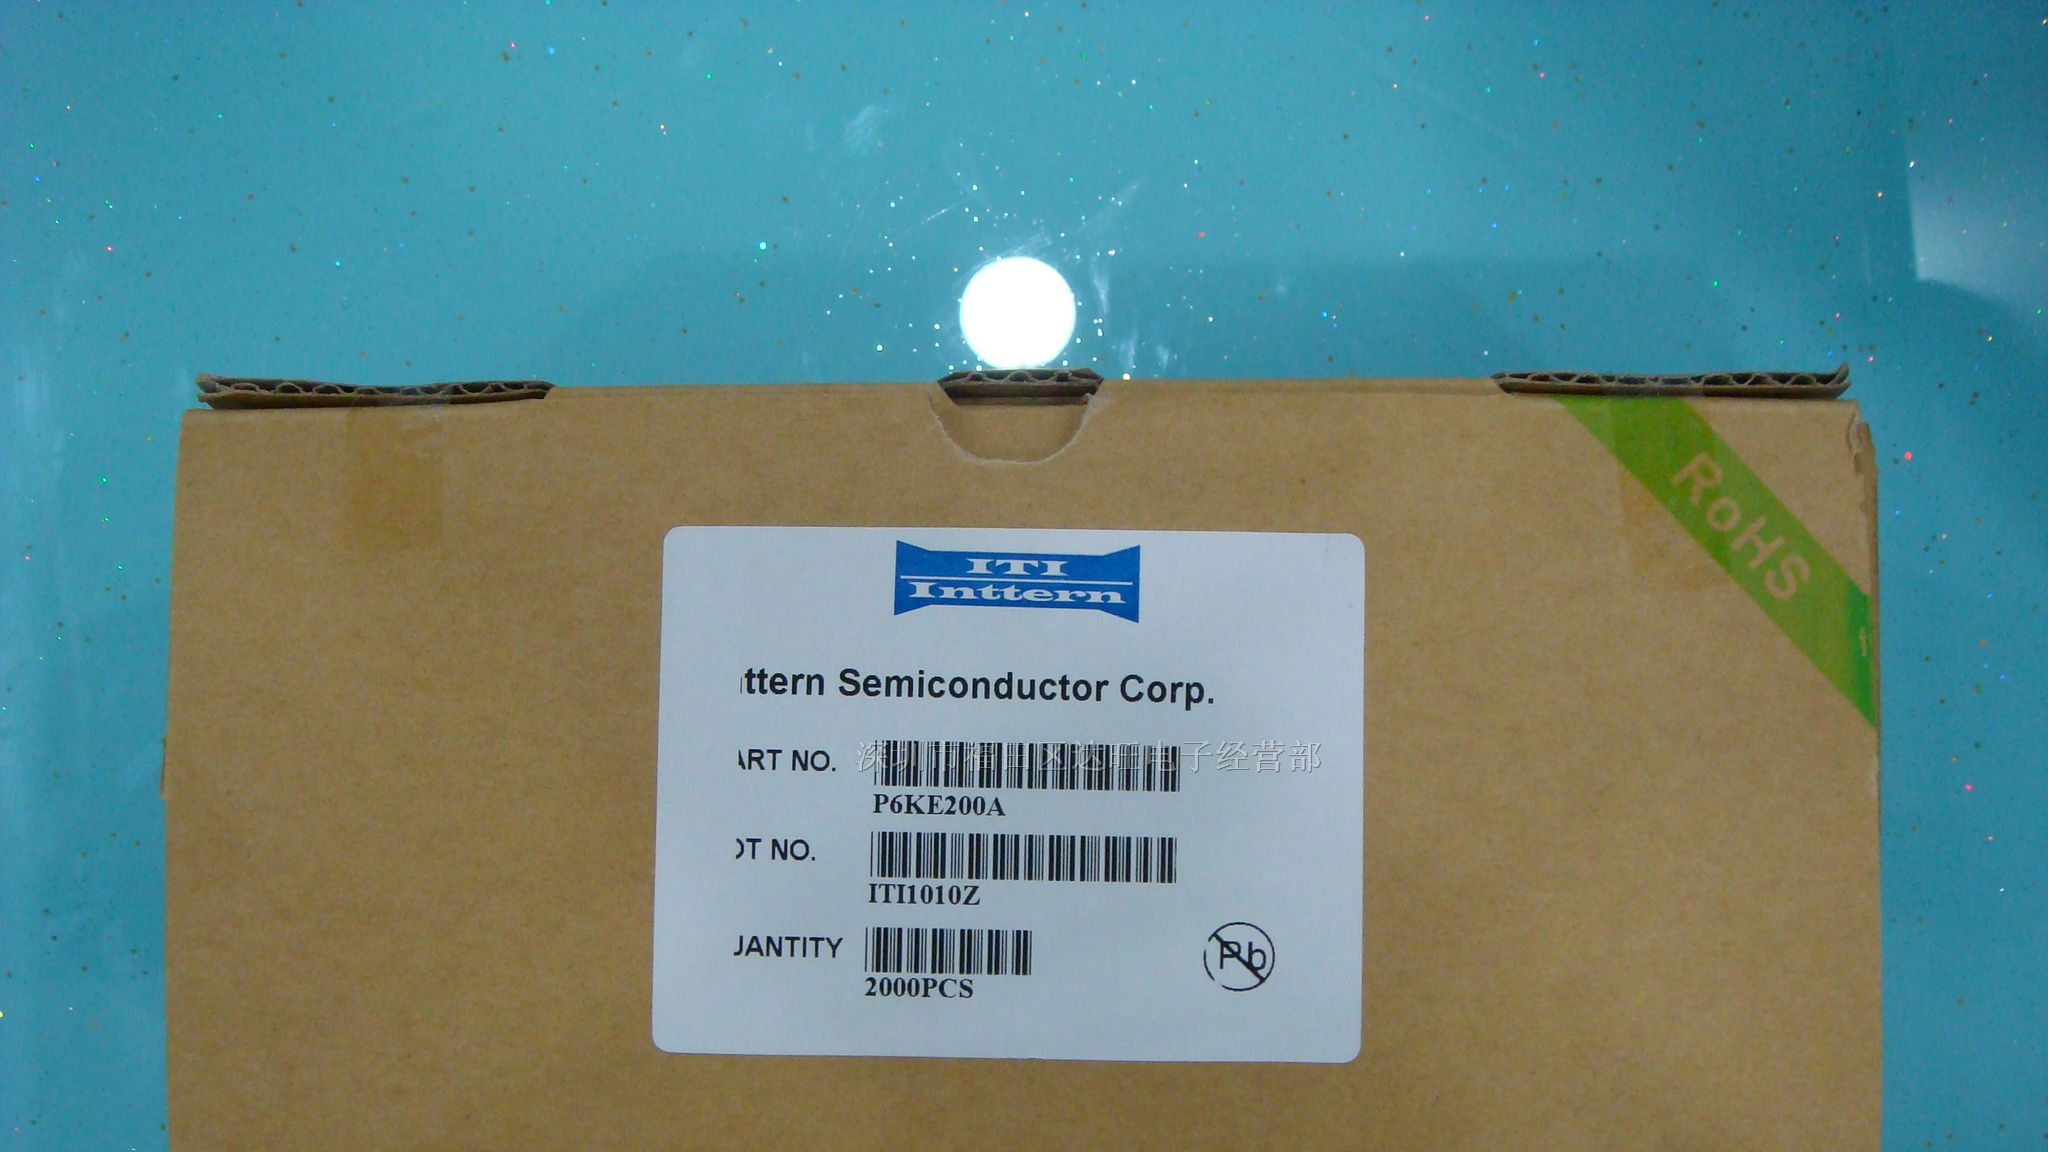 RoHS
ITI
Inttern
ttern Semiconductor Corp.
ART NO.
深圳市福田区达旺电子经营部
P6KE200A
OT NO.
ITI1010Z
UANTITY
2000PCS
Pb